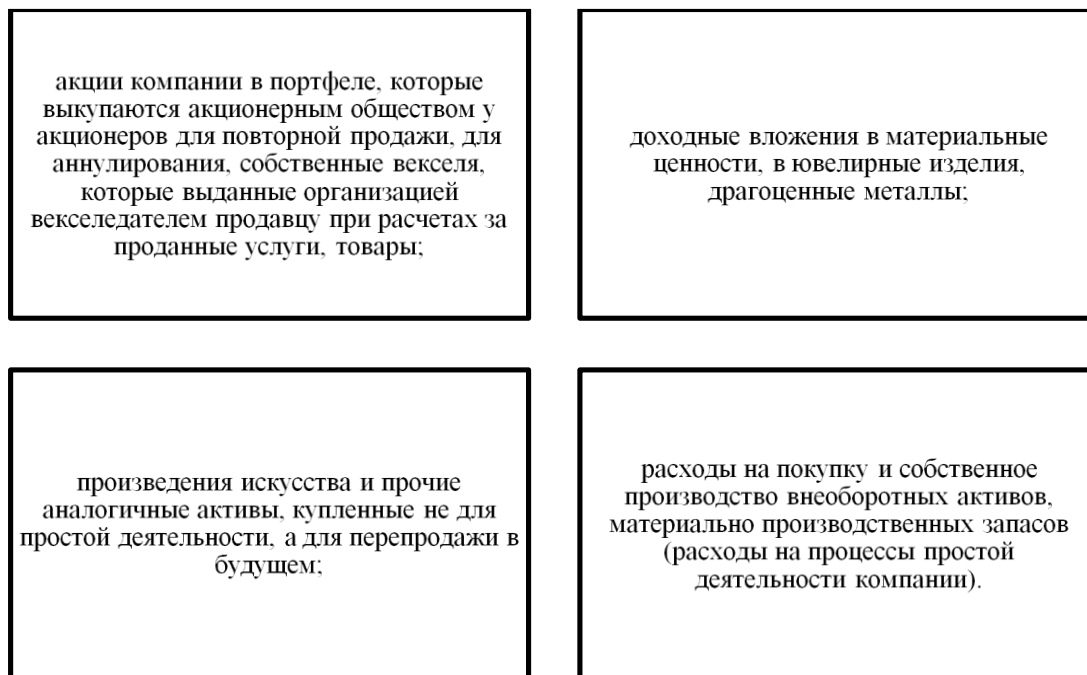 акции компании в портфеле, которые
выкупаются акционерным обществом у
акционеров для повторной продажи, для
аннулирования, собственные векселя,
которые выданные организацией
векселедателем продавцу при расчетах за
проданные услуги, товары;
доходные вложения в материальные
ценности, в ювелирные изделия,
драгоценные металлы;
произведения искусства и прочие
аналогичные активы, купленные не для
простой деятельности, а для перепродажи в
будущем;
расходы на покупку и собственное
производство внеоборотных активов,
материально производственных запасов
(расходы на процессы простой
деятельности компании).